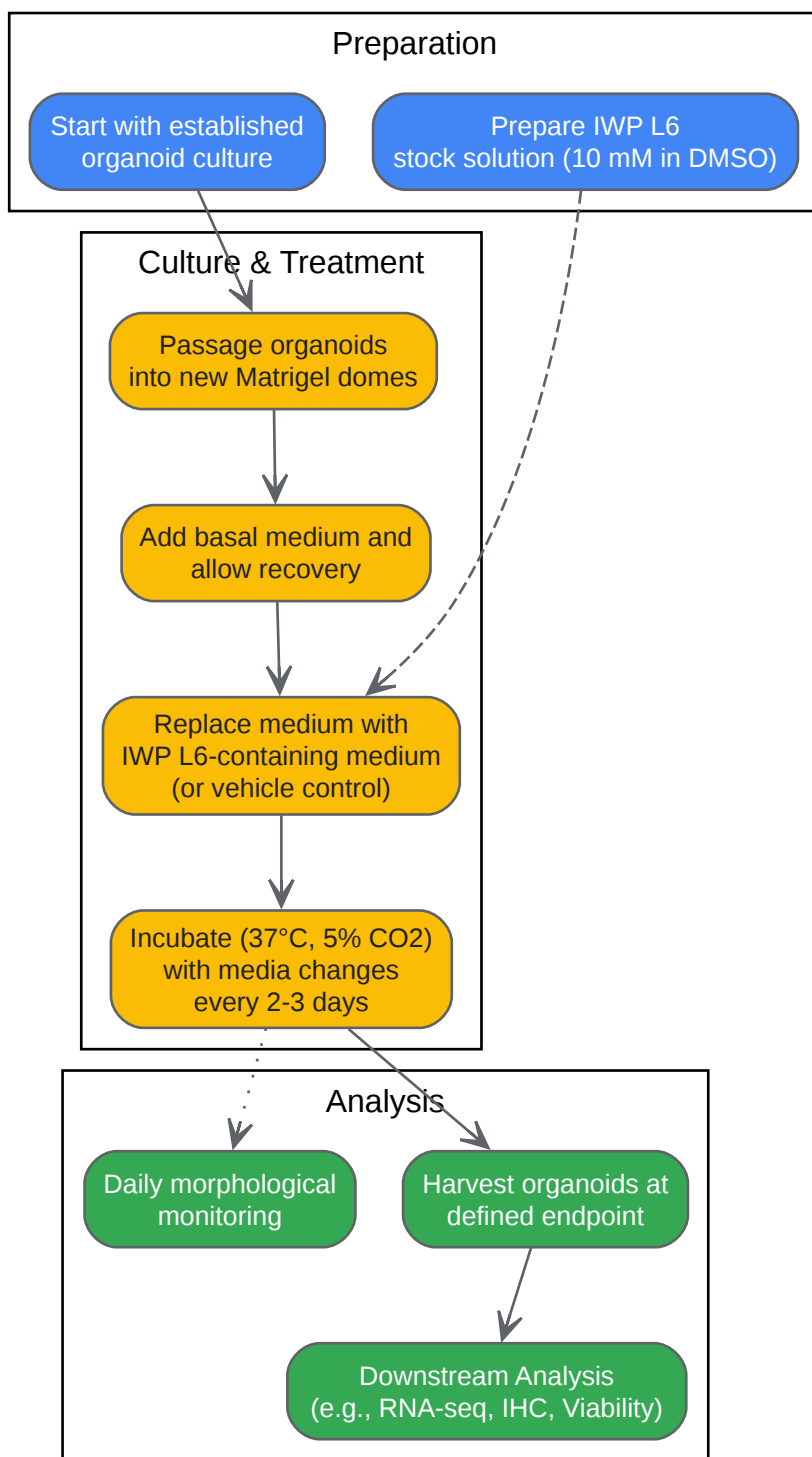 Preparation
Start with established
organoid culture
Prepare IWP L6
stock solution (10 mM in DMSO)
Culture & Treatment
Passage organoids
into new Matrigel domes
Add basal medium and
allow recovery
Replace medium with
IWP L6-containing medium
(or vehicle control)
Incubate (37°C, 5% CO2)
with media changes
every 2-3 days
Analysis
Daily morphological
monitoring
Harvest organoids at
defined endpoint
Downstream Analysis
(e.g., RNA-seq, IHC, Viability)